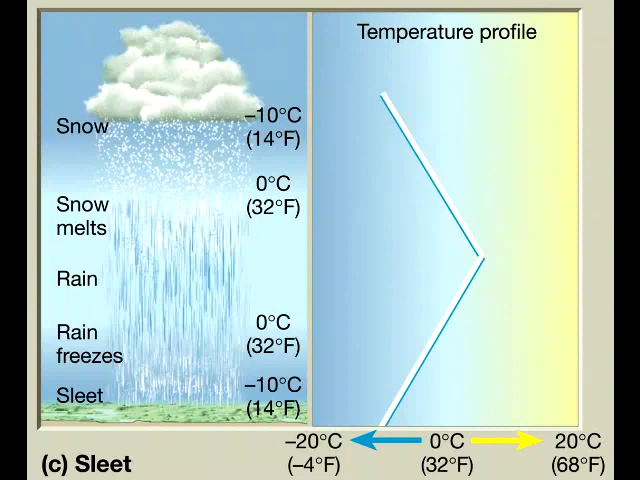 Temperature profile
Snow
–10°C
(14°F)
0°C
(32°F)
Snow
melts
Rain
0°C
(32°F)
Rain
freezes
–10°C
(14°F)
Sleet
–20°C
(–4°F)
0°C
(32°F)
20°C
(68°F)
(c) Sleet